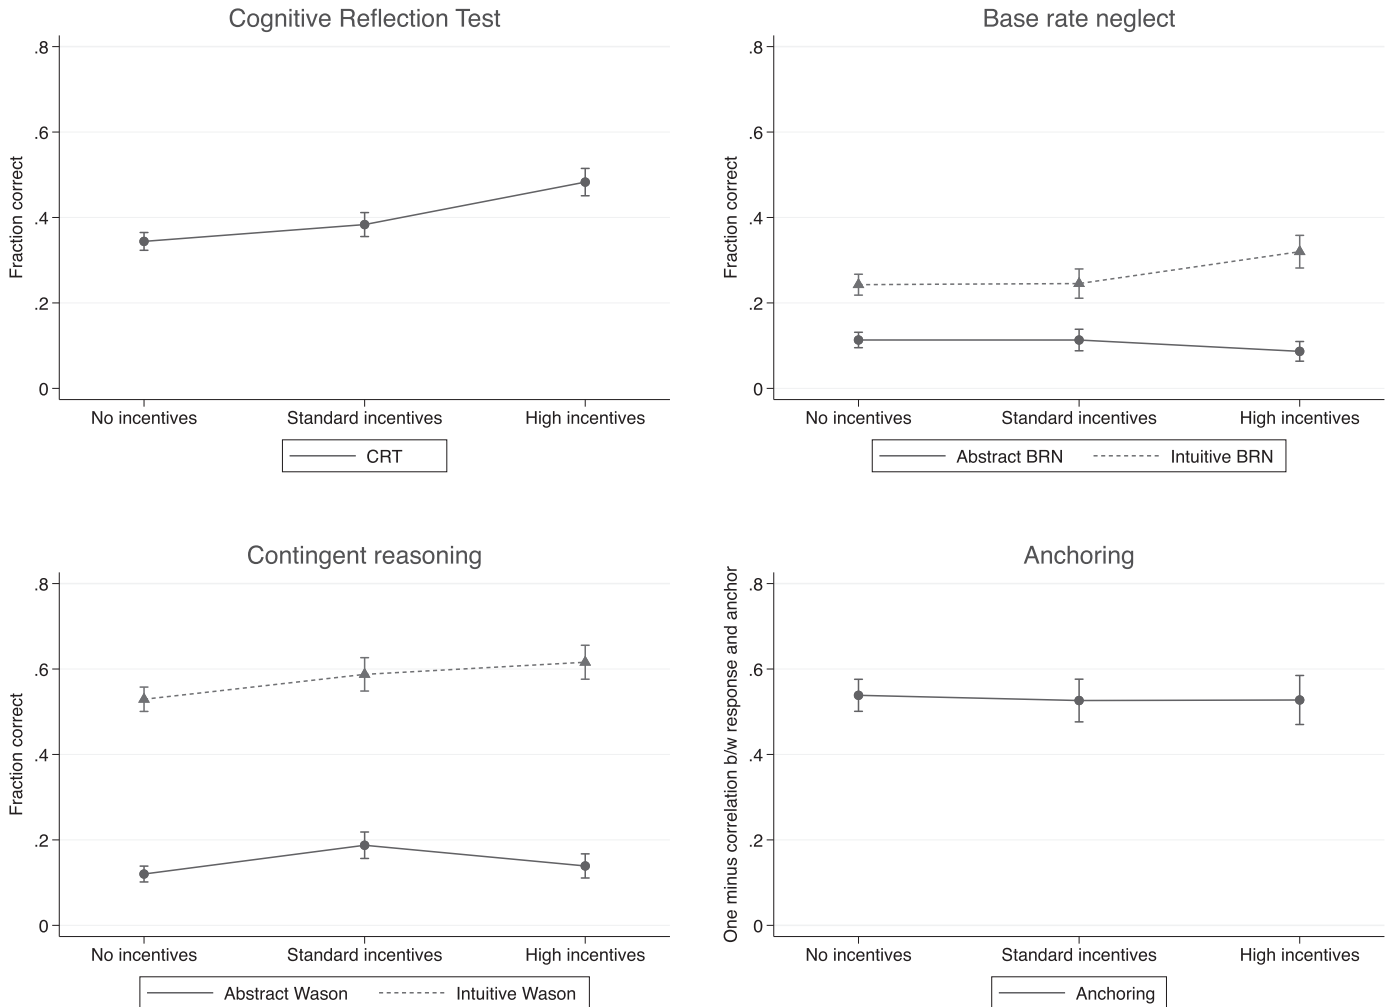 Cognitive Reflection Test
Fraction correct
.8
.6
.4
.2
0
No incentives Standard incentives High incentives
CRT
Base rate neglect
Fraction correct
.8
.6
.4
.2
0
No incentives Standard incentives High incentives
Abstract BRN Intuitive BRN
Contingent reasoning
Fraction correct
.8
.6
.4
.2
0
No incentives Standard incentives High incentives
Abstract Wason Intuitive Wason
Anchoring
One minus correlation b/w response and anchor
.8
.6
.4
.2
0
No incentives Standard incentives High incentives
Anchoring